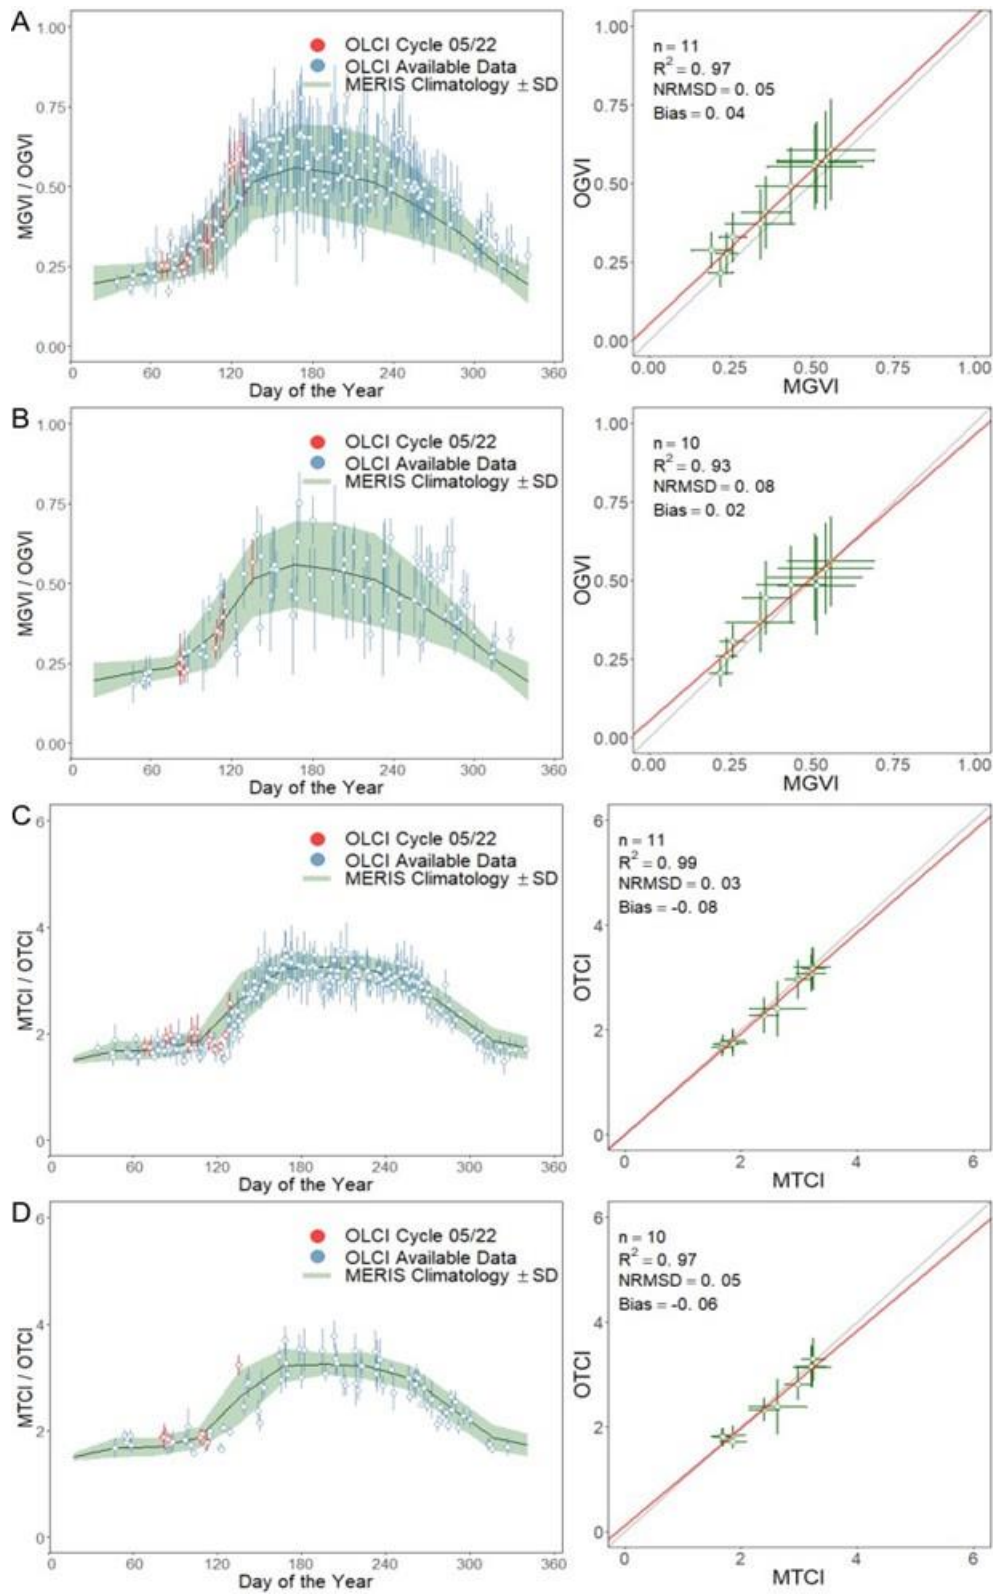 A
MGVI / OGVI
1.00
0.75
0.50
0.25
0.00
OLCI Cycle 05/22
OLCI Available Data
MERIS Climatology ± SD
0 60 120 180 240 300 360
Day of the Year
OGVI
1.00
0.75
0.50
0.25
0.00
n = 11
R² = 0. 97
NRMSD = 0. 05
Bias = 0. 04
0.00 0.25 0.50 0.75 1.00
MGVI
B
MGVI / OGVI
1.00
0.75
0.50
0.25
0.00
OLCI Cycle 05/22
OLCI Available Data
MERIS Climatology ± SD
0 60 120 180 240 300 360
Day of the Year
OGVI
1.00
0.75
0.50
0.25
0.00
n = 10
R² = 0. 93
NRMSD = 0. 08
Bias = 0. 02
0.00 0.25 0.50 0.75 1.00
MGVI
C
MTCI / OTCI
6
4
2
0
OLCI Cycle 05/22
OLCI Available Data
MERIS Climatology ± SD
0 60 120 180 240 300 360
Day of the Year
OTCI
6
4
2
0
n = 11
R² = 0. 99
NRMSD = 0. 03
Bias = -0. 08
0 2 4 6
MTCI
D
MTCI / OTCI
6
4
2
0
OLCI Cycle 05/22
OLCI Available Data
MERIS Climatology ± SD
0 60 120 180 240 300 360
Day of the Year
OTCI
6
4
2
0
n = 10
R² = 0. 97
NRMSD = 0. 05
Bias = -0. 06
0 2 4 6
MTCI